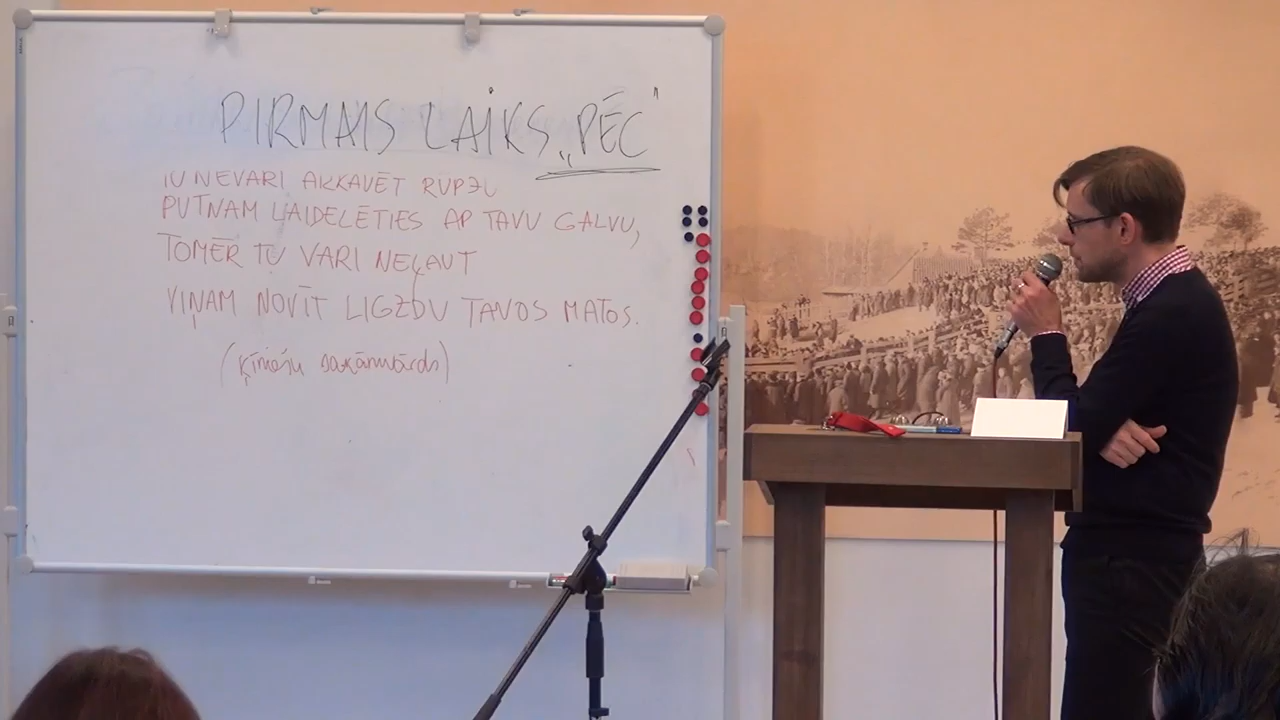 PIRMAIS LAIKS „PĒC"
TU NEVARI AIZKAVĒT RŪPJU
PUTNAM LAIDELĒTIES AP TAVU GALVU,
TOMĒR TU VARI NEĻAUT
VIŅAM NOVĪT LIGZDU TAVOS MATOS.
(ķīniešu sakāmvārds)